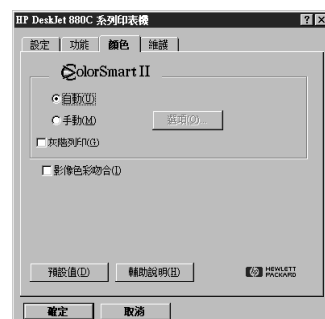 HP DeskJet 880C 系列印表機
設定 功能 顏色 維護
ColorSmart II
自動(U)
手動(M) 選項(O)...
灰階列印(G)
影像色彩吻合(I)
預設值(D) 輔助說明(H) HEWLETT PACKARD
確定 取消